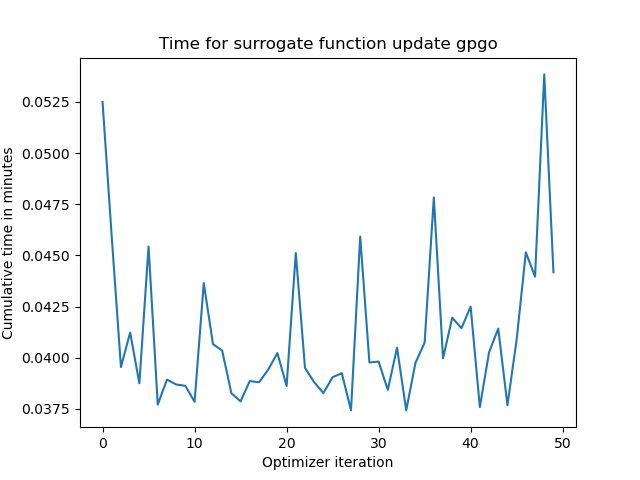 Time for surrogate function update gpgo
Cumulative time in minutes
0.0525
0.0500
0.0475
0.0450
0.0425
0.0400
0.0375
0 10 20 30 40 50
Optimizer iteration